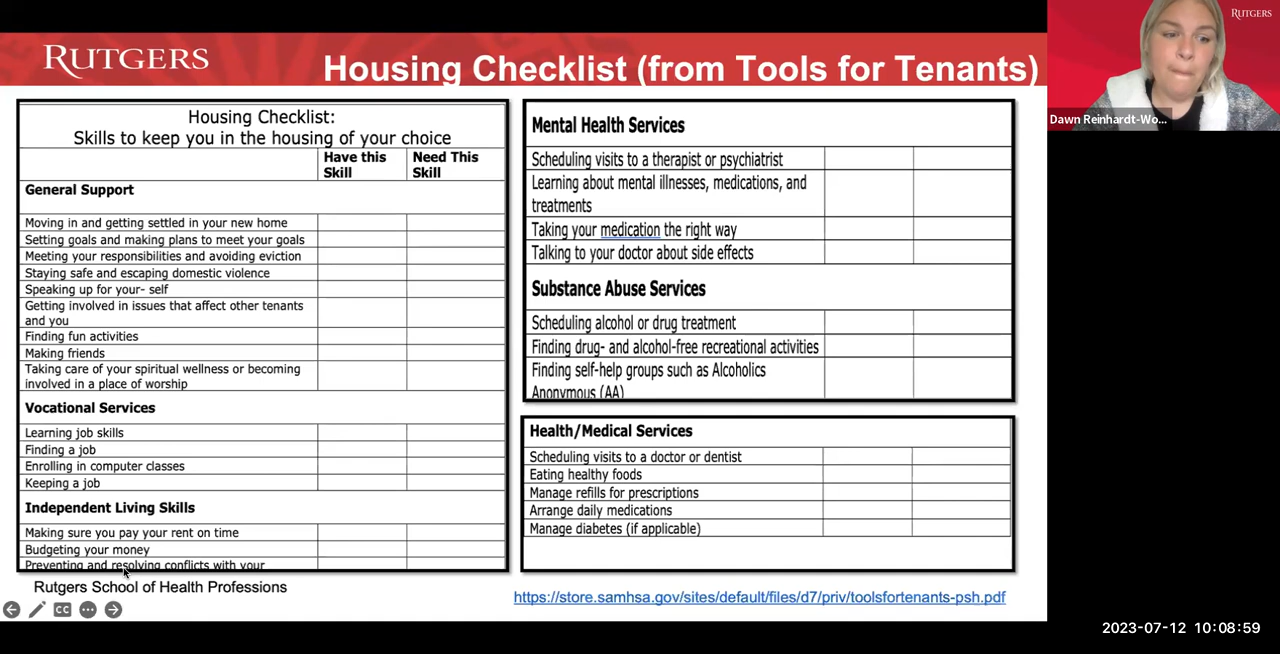 RUTGERS
Housing Checklist (from Tools for Tenants)
Housing Checklist:
Skills to keep you in the housing of your choice
Have this Skill
Need This Skill
General Support
Moving in and getting settled in your new home
Setting goals and making plans to meet your goals
Meeting your responsibilities and avoiding eviction
Staying safe and escaping domestic violence
Speaking up for your- self
Getting involved in issues that affect other tenants
and you
Finding fun activities
Making friends
Taking care of your spiritual wellness or becoming
involved in a place of worship
Vocational Services
Learning job skills
Finding a job
Enrolling in computer classes
Keeping a job
Independent Living Skills
Making sure you pay your rent on time
Budgeting your money
Preventing and resolving conflicts with your
Mental Health Services
Scheduling visits to a therapist or psychiatrist
Learning about mental illnesses, medications, and
treatments
Taking your medication the right way
Talking to your doctor about side effects
Substance Abuse Services
Scheduling alcohol or drug treatment
Finding drug- and alcohol-free recreational activities
Finding self-help groups such as Alcoholics
Anonymous (AA)
Health/Medical Services
Scheduling visits to a doctor or dentist
Eating healthy foods
Manage refills for prescriptions
Arrange daily medications
Manage diabetes (if applicable)
Rutgers School of Health Professions
https://store.samhsa.gov/sites/default/files/d7/priv/toolsfortenants-psh.pdf
CC
RUTGERS
Dawn Reinhardt-Wo...
2023-07-12 10:08:59